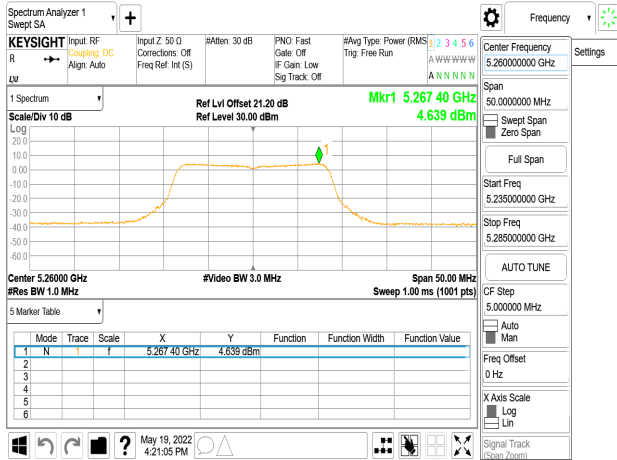 Spectrum Analyzer 1
Swept SA
Frequency
Settings
KEYSIGHT
R
Input: RF
Coupling: DC
Align: Auto
Input Z: 50 Ω
Corrections: Off
Freq Ref: Int (S)
#Atten: 30 dB
PNO: Fast
Gate: Off
IF Gain: Low
Sig Track: Off
#Avg Type: Power (RMS
Trig: Free Run
1 2 3 4 5 6
A W W W W W
A N N N N N
1 Spectrum
Scale/Div 10 dB
Ref Lvl Offset 21.20 dB
Ref Level 30.00 dBm
Mkr1 5.267 40 GHz
4.639 dBm
Log
20.0
10.0
0.00
-10.0
-20.0
-30.0
-40.0
-50.0
-60.0
1
Center 5.26000 GHz
#Res BW 1.0 MHz
#Video BW 3.0 MHz
Span 50.00 MHz
Sweep 1.00 ms (1001 pts)
5 Marker Table
Mode Trace Scale X Y Function Function Width Function Value
1 N 1 f 5.267 40 GHz 4.639 dBm
2
3
4
5
6
May 19, 2022
4:21:05 PM
Center Frequency
5.260000000 GHz
Span
50.0000000 MHz
Swept Span
Zero Span
Full Span
Start Freq
5.235000000 GHz
Stop Freq
5.285000000 GHz
AUTO TUNE
CF Step
5.000000 MHz
Auto
Man
Freq Offset
0 Hz
X Axis Scale
Log
Lin
Signal Track
(Span Zoom)